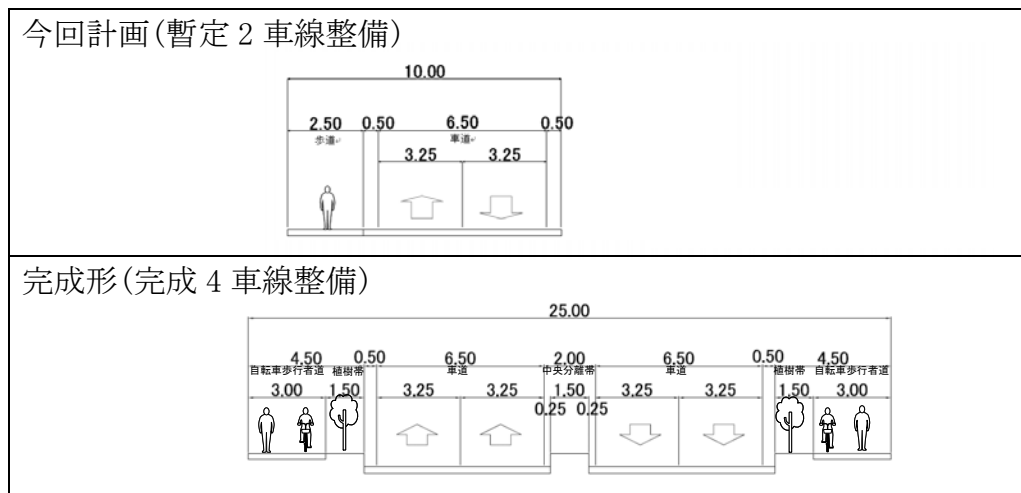 今回計画(暫定2車線整備)
10.00
2.50 0.50 6.50 0.50
歩道 車道
3.25 3.25
完成形(完成4車線整備)
25.00
4.50 0.50 6.50 2.00 6.50 0.50 4.50
自転車歩行者道 植樹帯 車道 中央分離帯 車道 植樹帯 自転車歩行者道
3.00 1.50 3.25 3.25 1.50 3.25 3.25 1.50 3.00
0.25 0.25